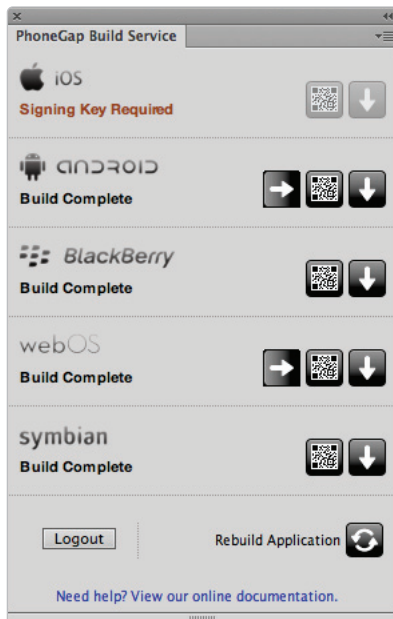 PhoneGap Build Service
iOS
Signing Key Required
android
Build Complete
BlackBerry
Build Complete
webOS
Build Complete
symbian
Build Complete
Logout
Rebuild Application
Need help? View our online documentation.